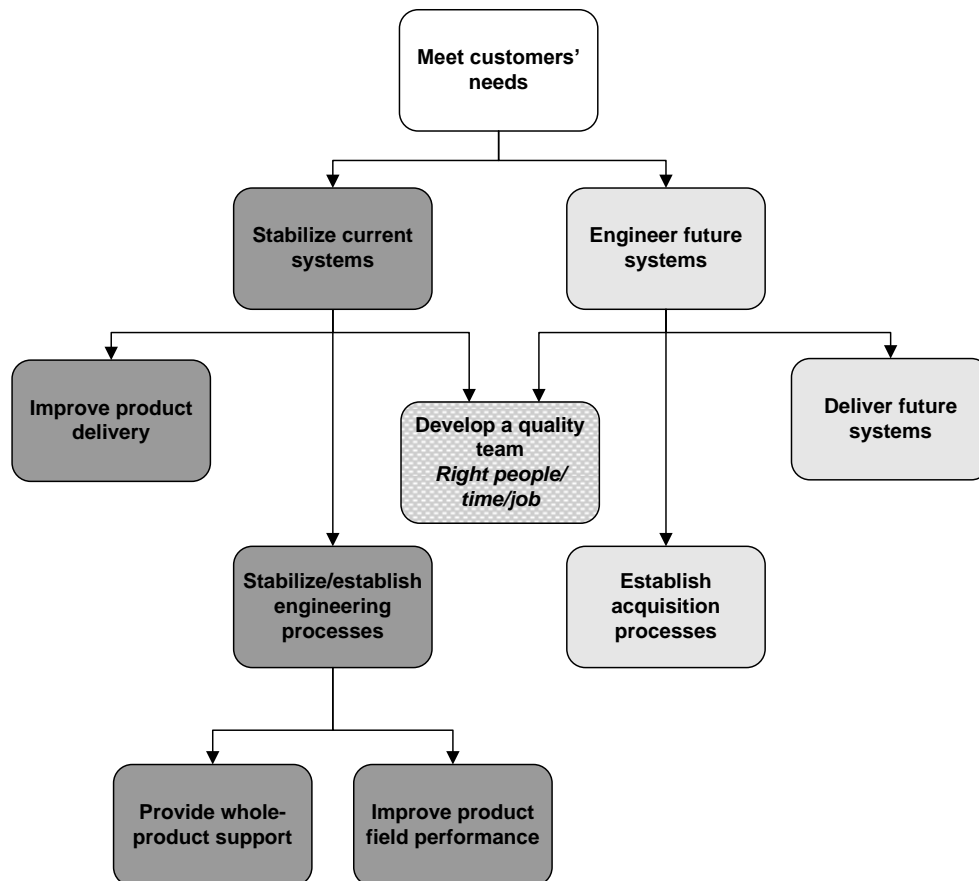 Meet customers’
needs
Stabilize current
systems
Engineer future
systems
Improve product
delivery
Develop a quality
team
Right people/
time/job
Deliver future
systems
Stabilize/establish
engineering
processes
Establish
acquisition
processes
Provide whole-
product support
Improve product
field performance